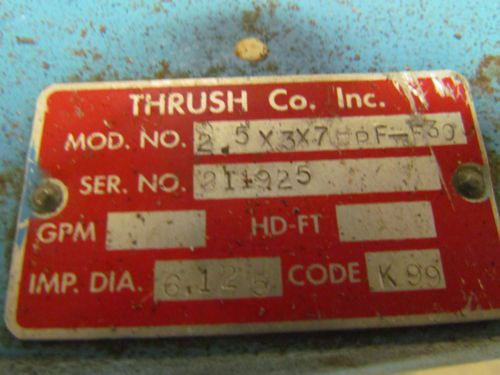 THRUSH Co. Inc.
MOD. NO. 2.5X3X7
SER. NO.
GPM HD-FT
IMP. DIA. 6.125 CODE K99